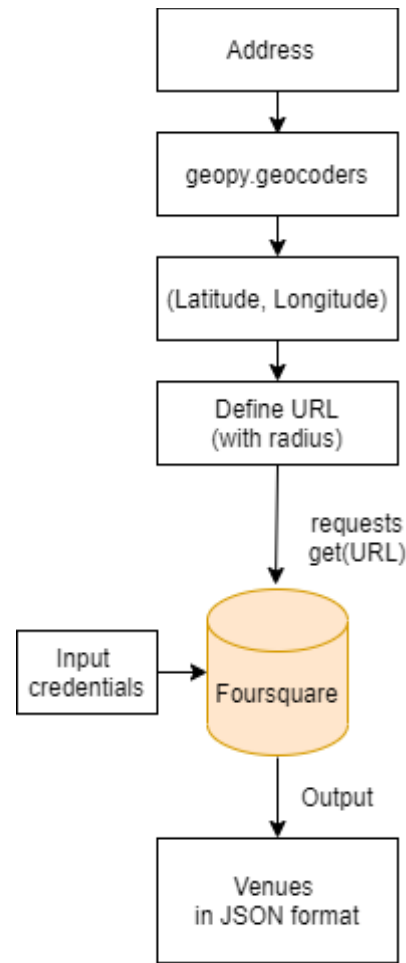 Address
geopy.geocoders
(Latitude, Longitude)
Define URL
(with radius)
requests
get(URL)
Input
credentials
Foursquare
Output
Venues
in JSON format